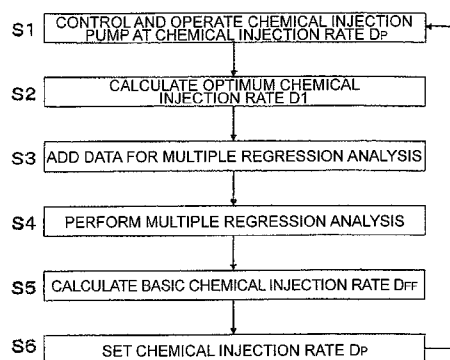 S1 CONTROL AND OPERATE CHEMICAL INJECTION
PUMP AT CHEMICAL INJECTION RATE DP
S2 CALCULATE OPTIMUM CHEMICAL
INJECTION RATE D1
S3 ADD DATA FOR MULTIPLE REGRESSION ANALYSIS
S4 PERFORM MULTIPLE REGRESSION ANALYSIS
S5 CALCULATE BASIC CHEMICAL INJECTION RATE DFF
S6 SET CHEMICAL INJECTION RATE DP